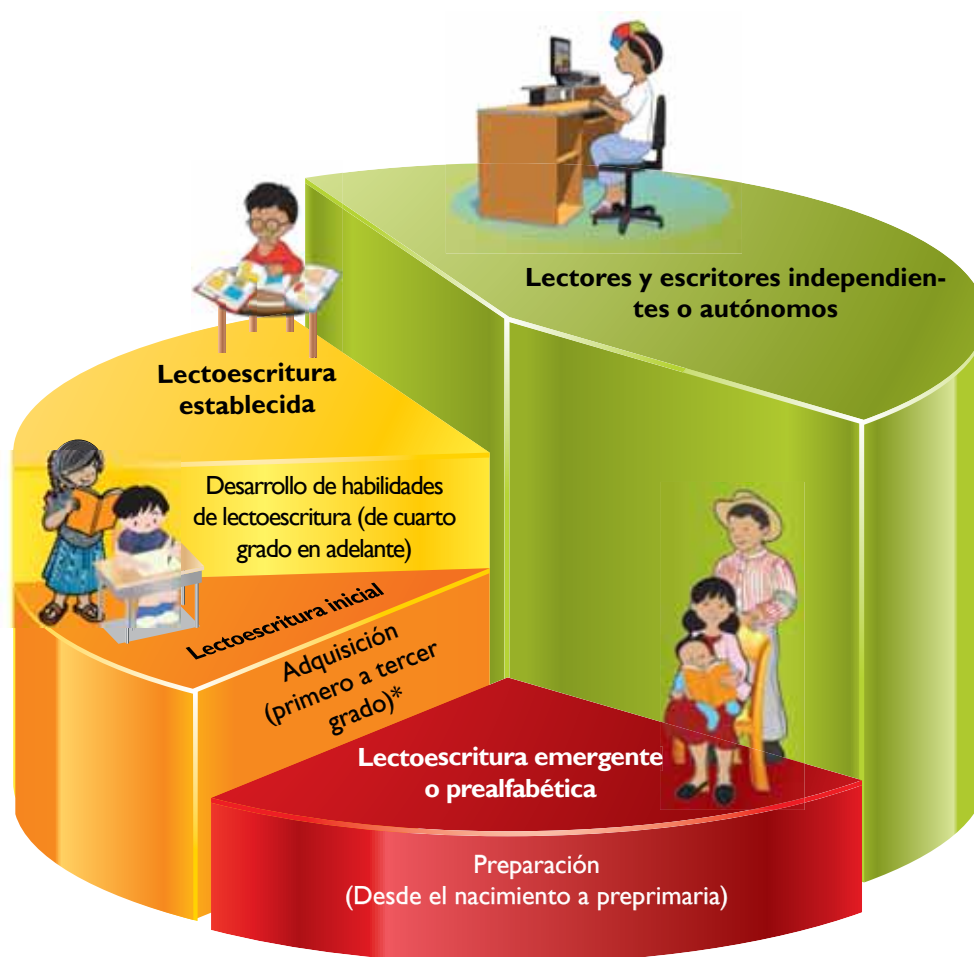 Lectores y escritores independien-
tes o autónomos
Lectoescritura
establecida
Desarrollo de habilidades
de lectoescritura (de cuarto
grado en adelante)
Lectoescritura inicial
Adquisición
(primero a tercer
grado)*
Lectoescritura emergente
o prealfabética
Preparación
(Desde el nacimiento a preprimaria)